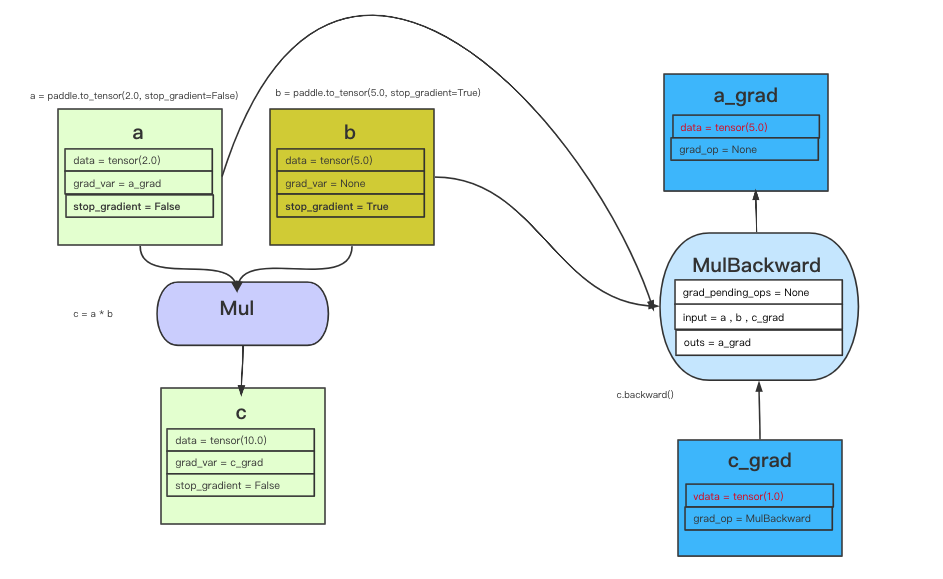 a = paddle.to_tensor(2.0, stop_gradient=False)
b = paddle.to_tensor(5.0, stop_gradient=True)
a
data = tensor(2.0)
grad_var = a_grad
stop_gradient = False
b
data = tensor(5.0)
grad_var = None
stop_gradient = True
c = a * b
Mul
c
data = tensor(10.0)
grad_var = c_grad
stop_gradient = False
a_grad
data = tensor(5.0)
grad_op = None
MulBackward
grad_pending_ops = None
input = a , b , c_grad
outs = a_grad
c.backward()
c_grad
vdata = tensor(1.0)
grad_op = MulBackward